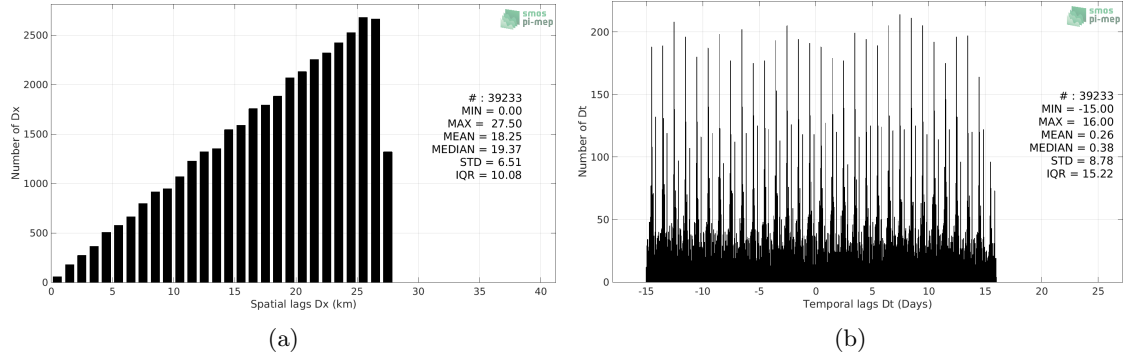 smos
pi-mep
2500
2000
1500
1000
500
0
Number of Dx
# : 39233
MIN = 0.00
MAX = 27.50
MEAN = 18.25
MEDIAN = 19.37
STD = 6.51
IQR = 10.08
0 5 10 15 20 25 30 35 40
Spatial lags Dx (km)
(a)
smos
pi-mep
200
150
100
50
0
Number of Dt
# : 39233
MIN = -15.00
MAX = 16.00
MEAN = 0.26
MEDIAN = 0.38
STD = 8.78
IQR = 15.22
-15 -10 -5 0 5 10 15 20 25
Temporal lags Dt (Days)
(b)